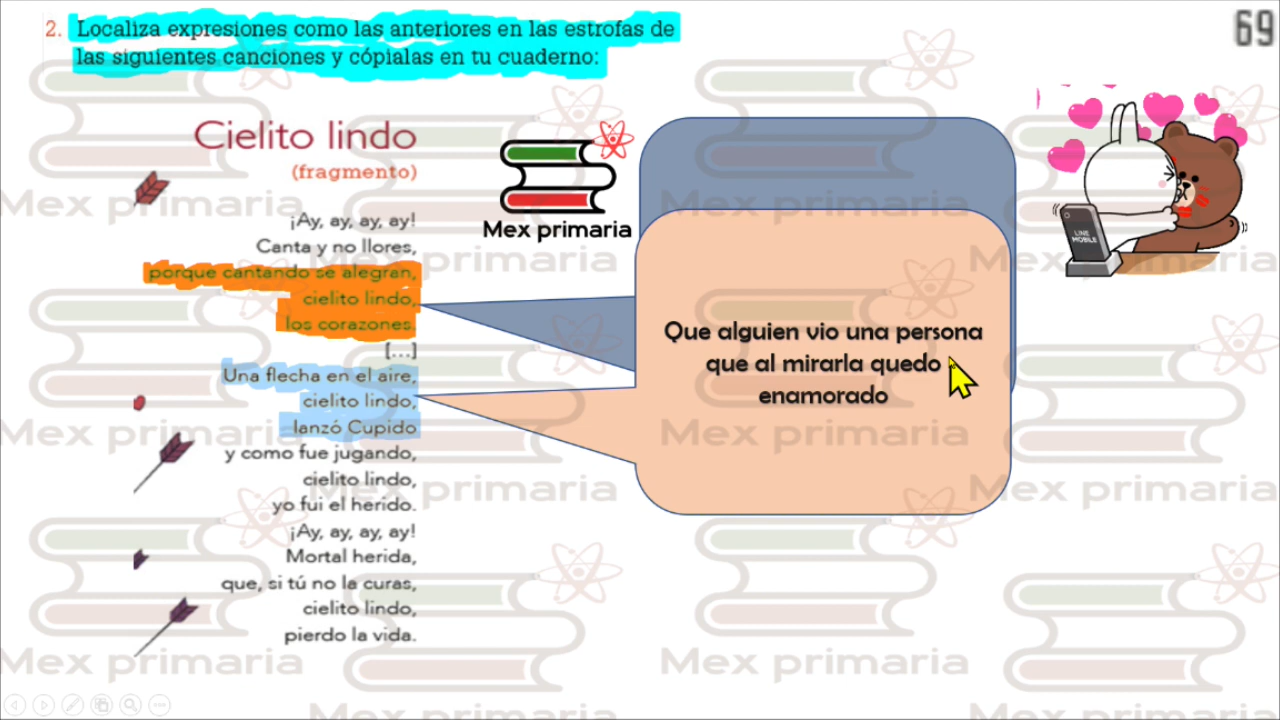 69
2. Localiza expresiones como las anteriores en las estrofas de
las siguientes canciones y cópialas en tu cuaderno:
Cielito lindo
(fragmento)
¡Ay, ay, ay, ay!
Canta y no llores,
porque cantando se alegran,
cielito lindo,
los corazones.
[...]
Una flecha en el aire,
cielito lindo,
lanzó Cupido
y como fue jugando,
cielito lindo,
yo fui el herido.
¡Ay, ay, ay, ay!
Mortal herida,
que, si tú no la curas,
cielito lindo,
pierdo la vida.
Mex primaria
Que alguien vio una persona
que al mirarla quedo
enamorado
LINE
MOBILE